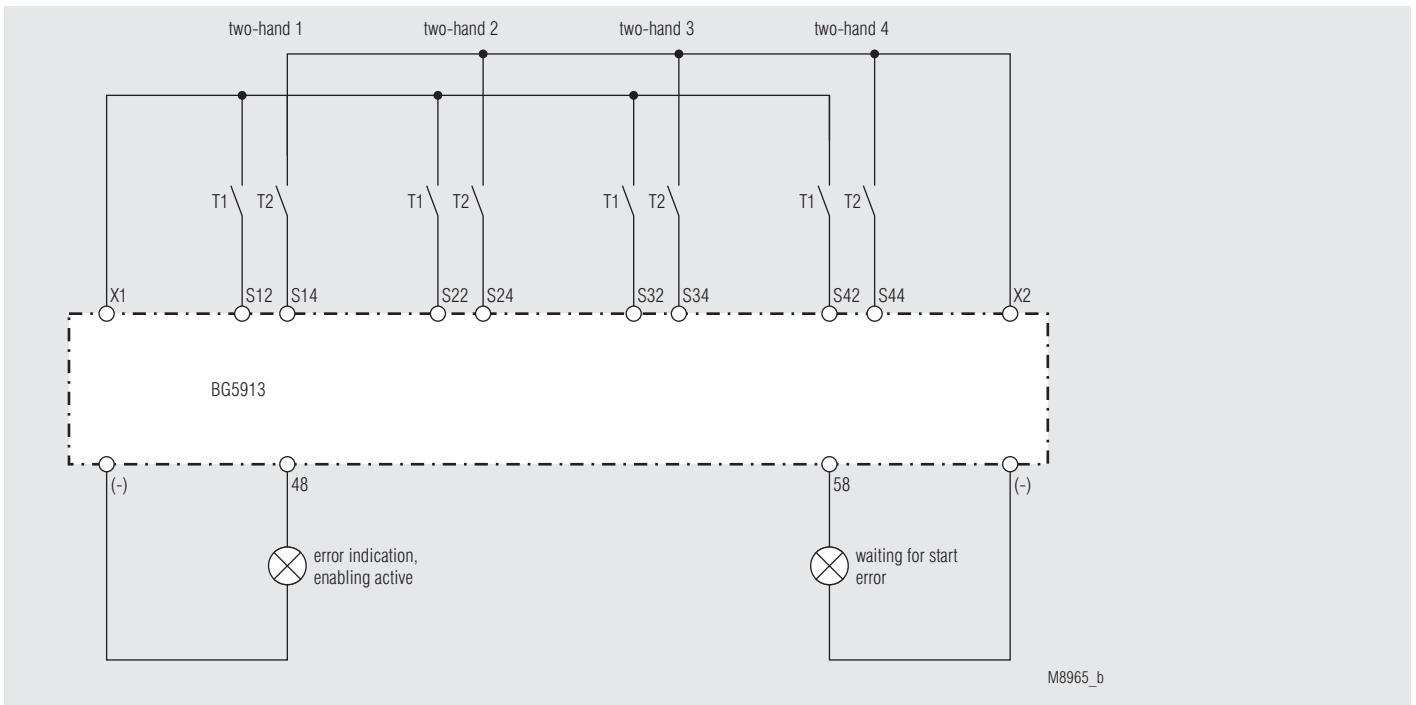 two-hand 1 two-hand 2 two-hand 3 two-hand 4
T1 T2 T1 T2 T1 T2 T1 T2
X1 S12 S14 S22 S24 S32 S34 S42 S44 X2
BG5913
(-) 48 58 (-)
error indication,
enabling active
waiting for start
error
M8965_b